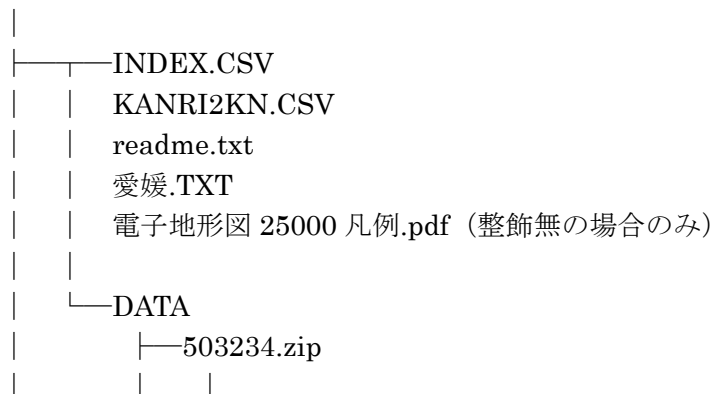 │
├─┬─INDEX.CSV
│ │ KANRI2KN.CSV
│ │ readme.txt
│ │ 愛媛.TXT
│ │ 電子地形図 25000 凡例.pdf（整飾無の場合のみ）
│ │
│ └─DATA
│ ├─503234.zip
│ │ │